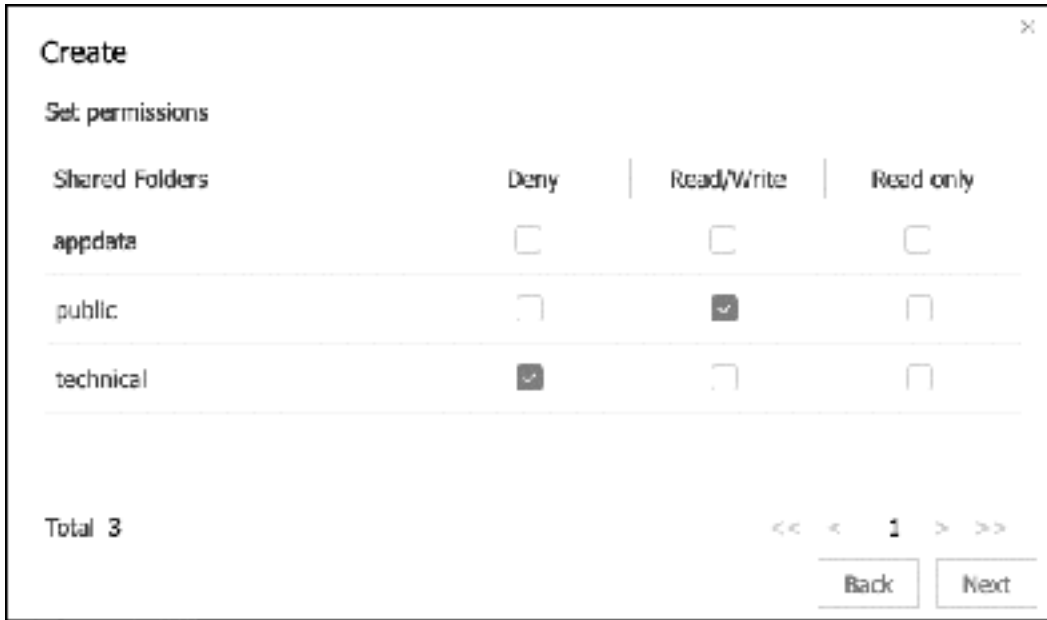 Create
Set permissions
Shared Folders Deny Read/Write Read only
appdata
public
technical
Total 3 << < 1 > >>
Back Next